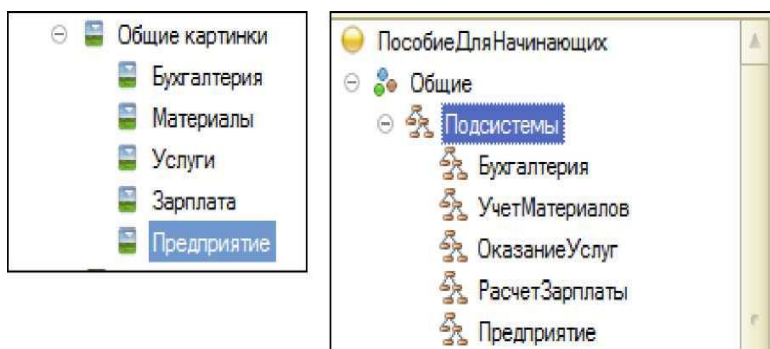 Общие картинки
Бухгалтерия
Материалы
Услуги
Зарплата
Предприятие
ПособиеДляНачинающих
Общие
Подсистемы
Бухгалтерия
УчетМатериалов
ОказаниеУслуг
РасчетЗарплаты
Предприятие